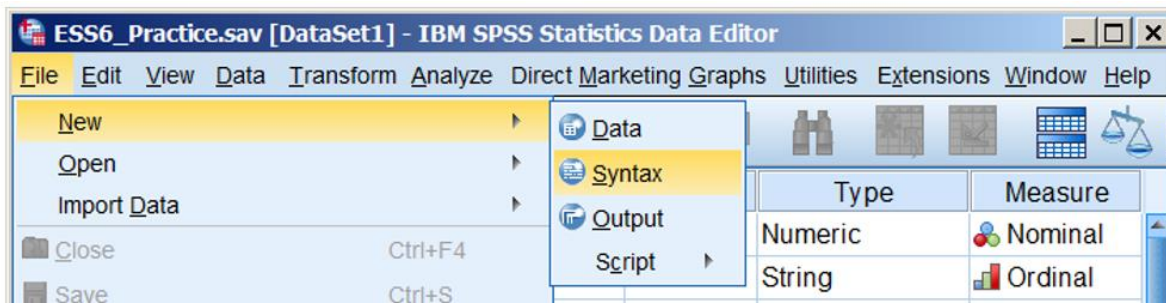 ESS6_Practice.sav [DataSet1] - IBM SPSS Statistics Data Editor
File Edit View Data Transform Analyze Direct Marketing Graphs Utilities Extensions Window Help
New
Open
Import Data
Close Ctrl+F4
Save Ctrl+S
Data
Syntax
Output
Script
Type Measure
Numeric Nominal
String Ordinal